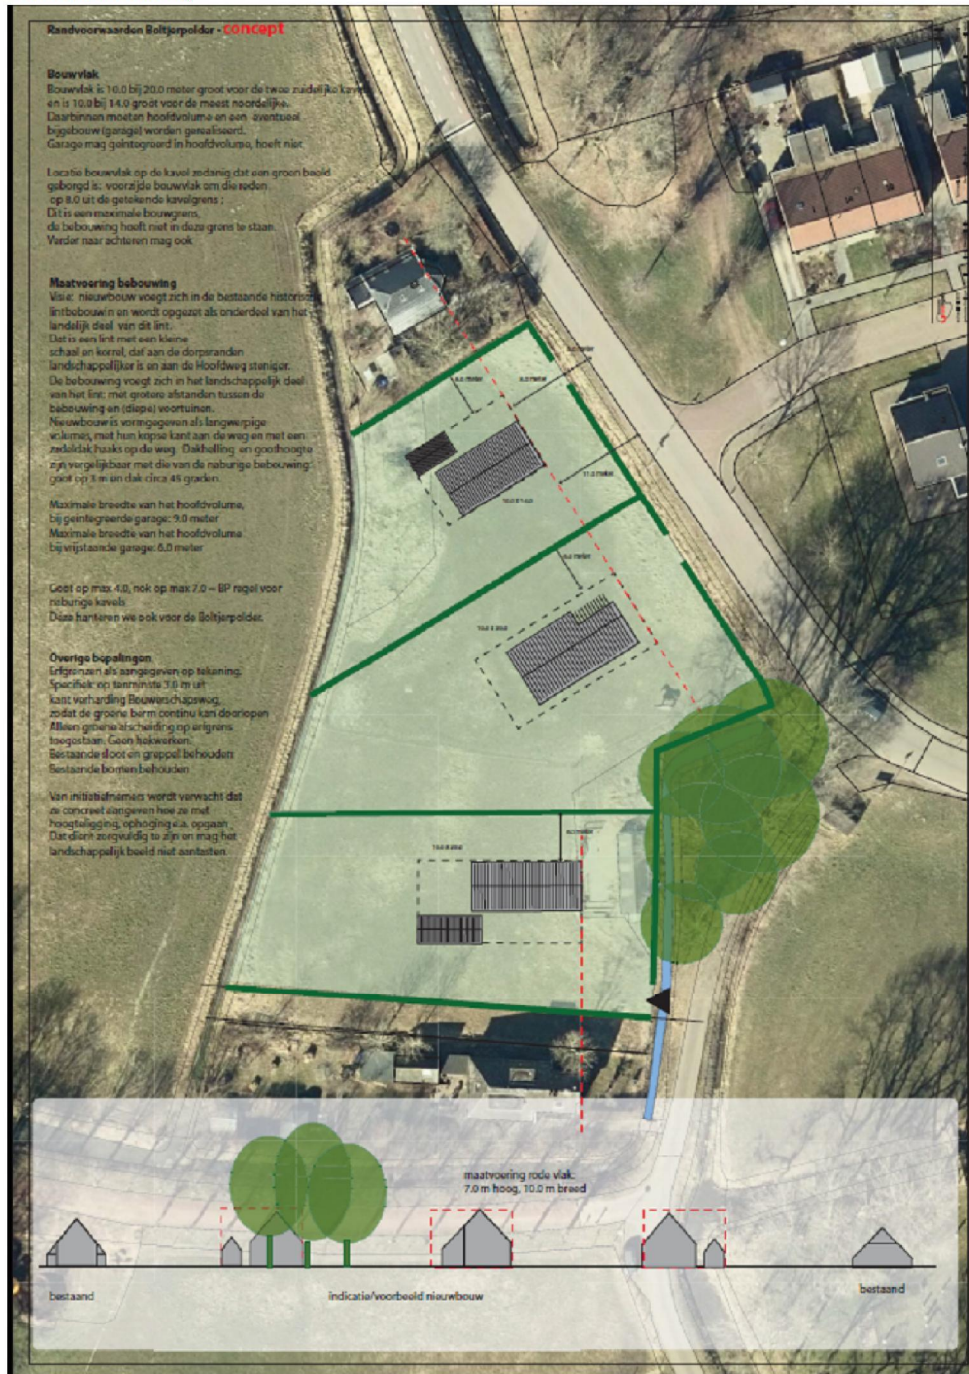 Randvoorwaarden Boltjerpolder - concept
Bouwvlak
Bouwvlak is 10.0 bij 20.0 meter groot voor de twee zuidelijke kavels
en is 10.0 bij 14.0 groot voor de meest noordelijke.
Daarbinnen moeten hoofdvolume en een eventueel
bijgebouw (garage) worden gerealiseerd.
Garage mag geintegreerd in hoofdvolume, hoeft niet.
Locatie bouwvlak op de kavel zodanig dat een groen beeld
geborgd is: voorzijde bouwvlak om die reden
op 8.0 uit de getekende kavelgrens ;
Dit is een maximale bouwgrens,
de bebouwing hoeft niet in deze grens te staan.
Verder naar achteren mag ook
Maatvoering bebouwing
Visie: nieuwbouw voegt zich in de bestaande historische
lintbebouwin en wordt opgezet als onderdeel van het
landelijk deel van dit lint.
Dat is een lint met een kleine
schaal en korrel, dat aan de dorpsranden
landschappelijker is en aan de Hoofdweg steniger.
De bebouwing voegt zich in het landschappelijk deel
van het lint: met grotere afstanden tussen de
bebouwing en (diepe) voortuinen.
Nieuwbouw is vormgegeven als langwerpige
volumes, met hun kopse kant aan de weg en met een
zadeldak haaks op de weg. Dakhelling en goothoogte
zijn vergelijkbaar met die van de naburige bebouwing:
goot op 3 m en dak circa 45 graden.
Maximale breedte van het hoofdvolume,
bij geintegreerde garage: 9.0 meter
Maximale breedte van het hoofdvolume
bij vrijstaande garage: 6.0 meter
Goot op max 4.0, nok op max 7.0 – BP regel voor
naburige kavels
Deze hanteren we ook voor de Boltjerpolder.
Overige bepalingen
Erfgrenzen als aangegeven op tekening.
Specifiek: op tenminste 3.0 m uit
kant verharding Bouwerschapsweg,
zodat de groene berm continu kan doorlopen
Alleen groene afscheiding op erfgrens
toegestaan. Geen hekwerken.
Bestaande sloot en greppel behouden
Bestaande bomen behouden
Van initiatiefnemers wordt verwacht dat
ze concreet aangeven hoe ze met
hoogteligging, ophoging e.a. opgaan
Dat dient zorgvuldig te zijn en mag het
landschappelijk beeld niet aantasten.
maatvoering rode vlak:
7.0 m hoog, 10.0 m breed
bestaand
indicatie/voorbeeld nieuwbouw
bestaand